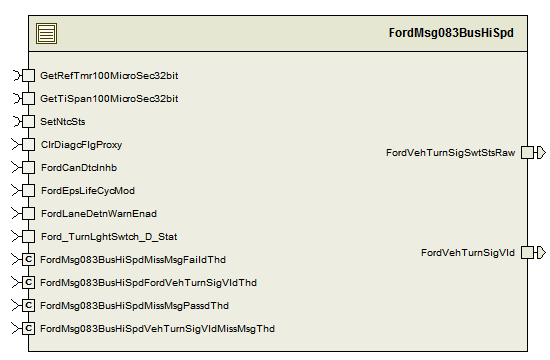 FordMsg083BusHiSpd
GetRefTmr100MicroSec32bit
GetTiSpan100MicroSec32bit
SetNtcSts
ClrDiagcFlgProxy
FordVehTurnSigSwtStsRaw
FordCanDtcInhb
FordEpsLifeCycMod
FordLaneDetnWarnEnad
Ford_TurnLghtSwtch_D_Stat
FordVehTurnSigVld
C FordMsg083BusHiSpdMissMsgFaildThd
C FordMsg083BusHiSpdFordVehTurnSigVldThd
C FordMsg083BusHiSpdMissMsgPassdThd
C FordMsg083BusHiSpdVehTurnSigVldMissMsgThd